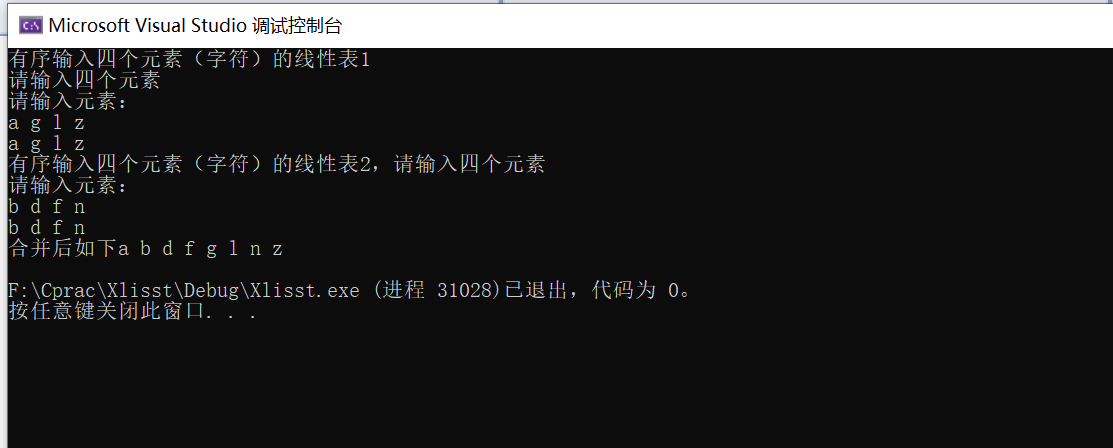 Microsoft Visual Studio 调试控制台
有序输入四个元素（字符）的线性表1
请输入四个元素
请输入元素：
a g l z
a g l z
有序输入四个元素（字符）的线性表2，请输入四个元素
请输入元素：
b d f n
b d f n
合并后如下a b d f g l n z
F:\Cprac\Xlisst\Debug\Xlisst.exe (进程 31028)已退出，代码为 0。
按任意键关闭此窗口. . .